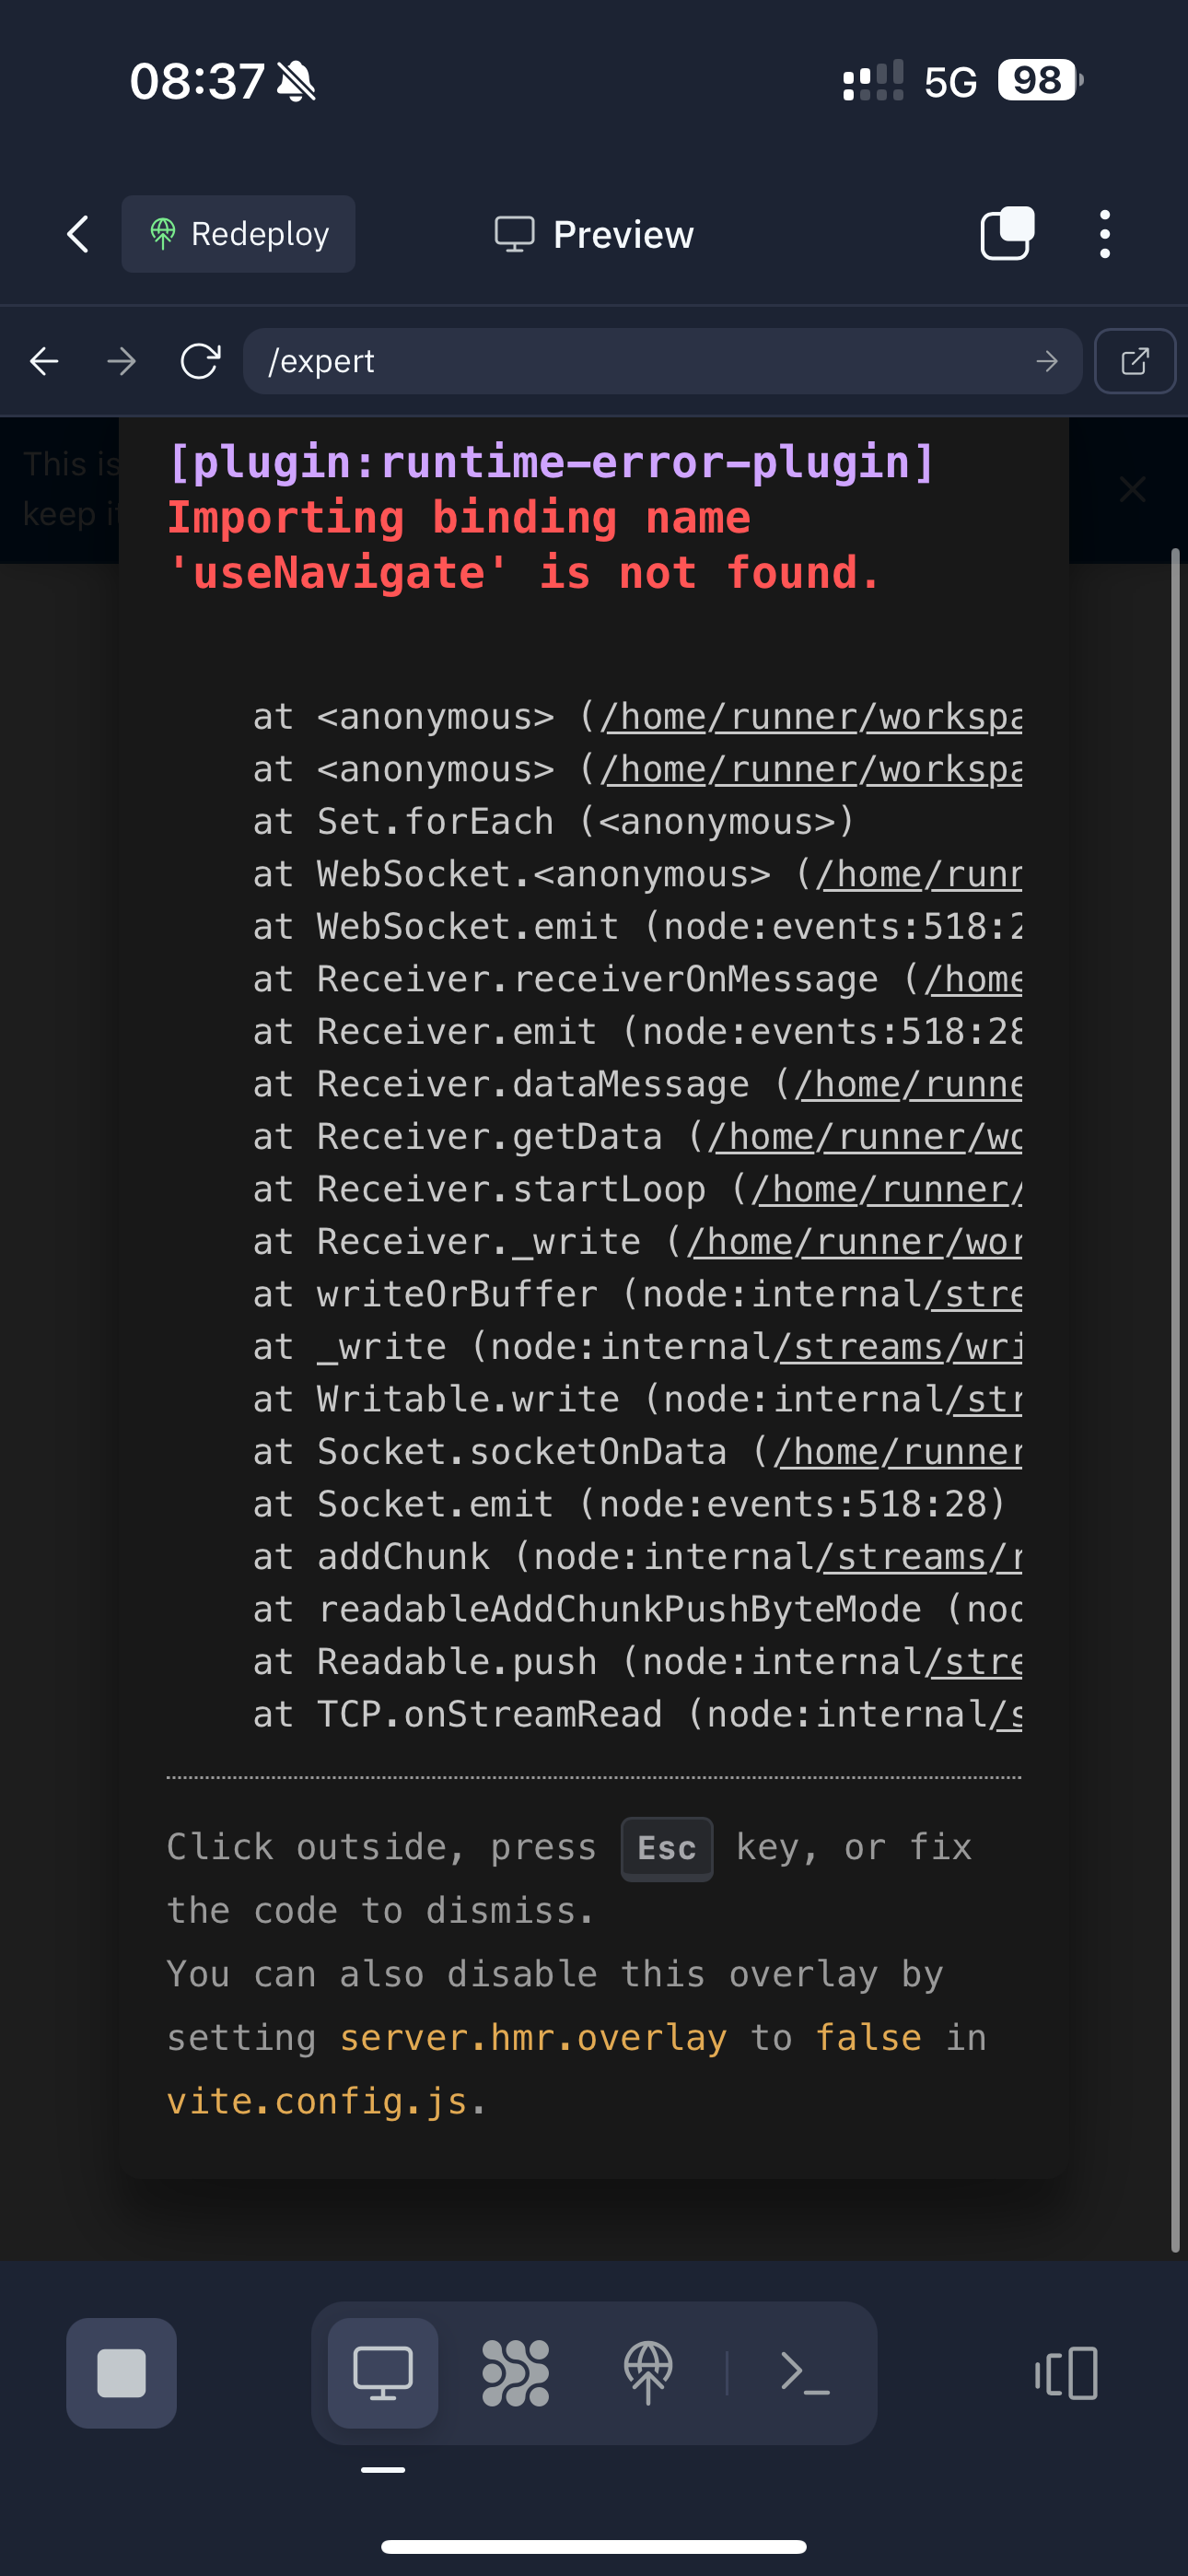 08:37
5G 98
Redeploy
Preview
/expert
This is
keep i
[plugin:runtime-error-plugin]
Importing binding name
'useNavigate' is not found.
at <anonymous> (/home/runner/workspa
at <anonymous> (/home/runner/workspa
at Set.forEach (<anonymous>)
at WebSocket.<anonymous> (/home/runn
at WebSocket.emit (node:events:518:2
at Receiver.receiverOnMessage (/home
at Receiver.emit (node:events:518:28
at Receiver.dataMessage (/home/runne
at Receiver.getData (/home/runner/wo
at Receiver.startLoop (/home/runner/
at Receiver._write (/home/runner/wor
at writeOrBuffer (node:internal/stre
at _write (node:internal/streams/wri
at Writable.write (node:internal/str
at Socket.socketOnData (/home/runner
at Socket.emit (node:events:518:28)
at addChunk (node:internal/streams/r
at readableAddChunkPushByteMode (nod
at Readable.push (node:internal/stre
at TCP.onStreamRead (node:internal/s
Click outside, press Esc key, or fix
the code to dismiss.
You can also disable this overlay by
setting server.hmr.overlay to false in
vite.config.js.